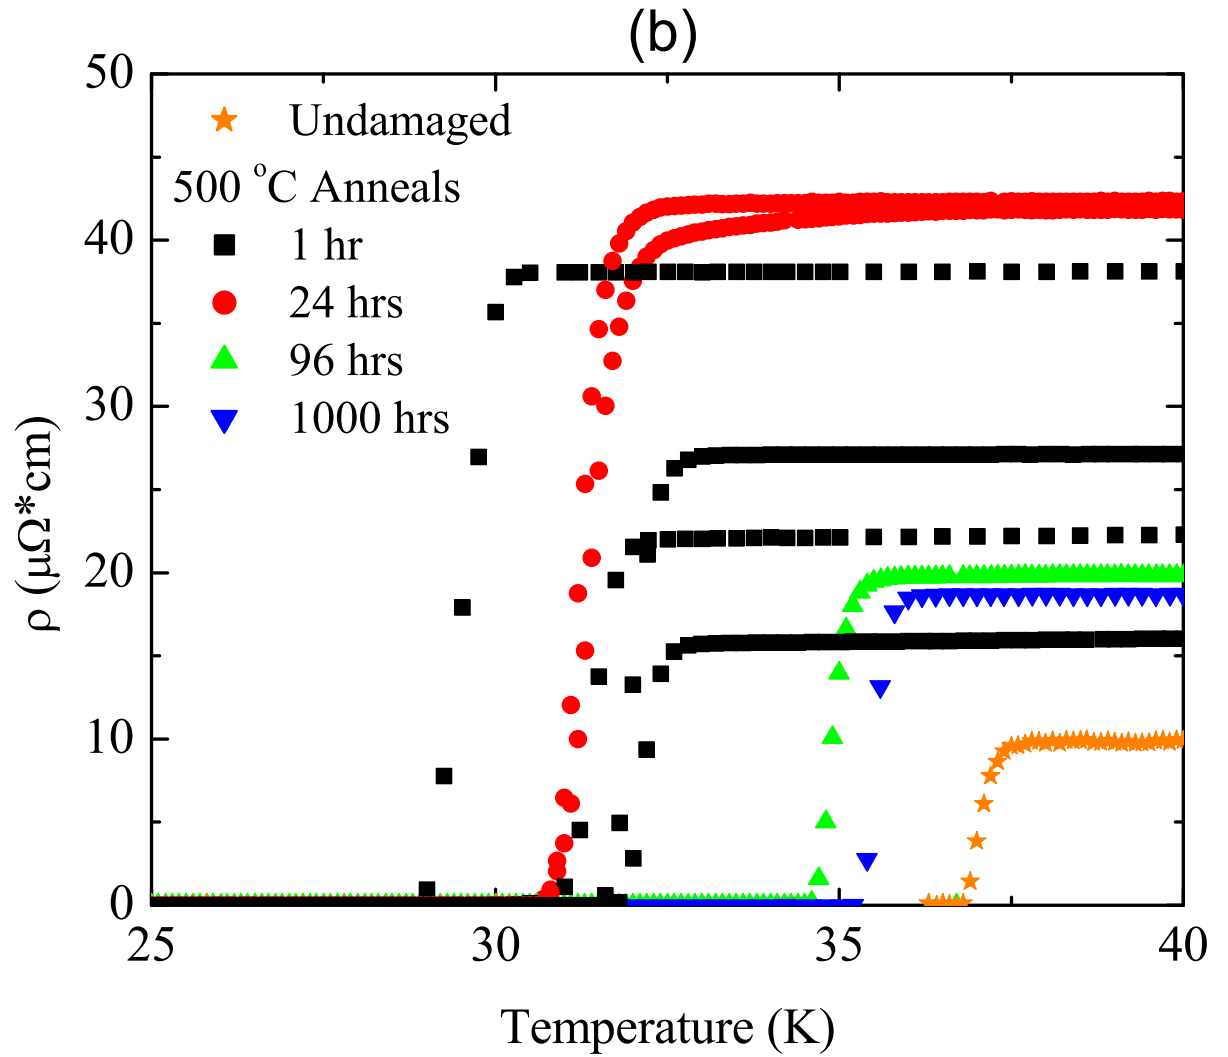 (b)
50
40
30
20
10
0
ρ (μΩ*cm)
Undamaged
500 °C Anneals
1 hr
24 hrs
96 hrs
1000 hrs
25 30 35 40
Temperature (K)